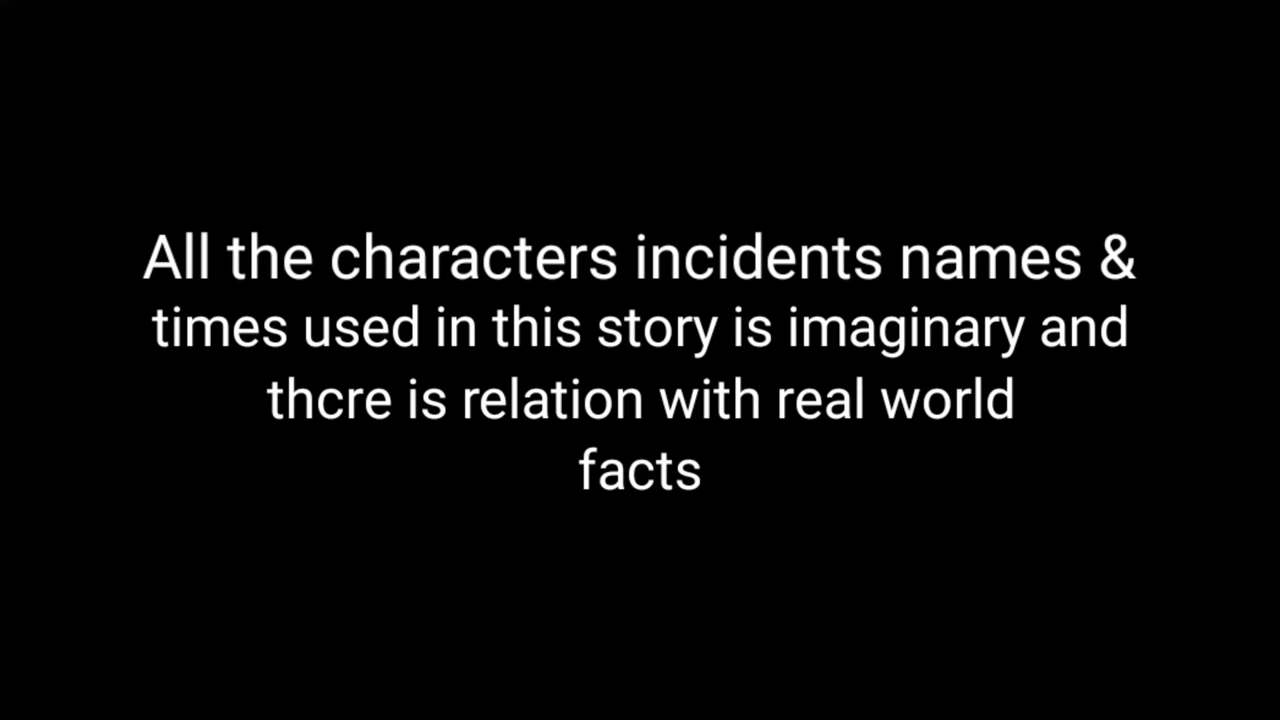 All the characters incidents names &
times used in this story is imaginary and
thcre is relation with real world
facts